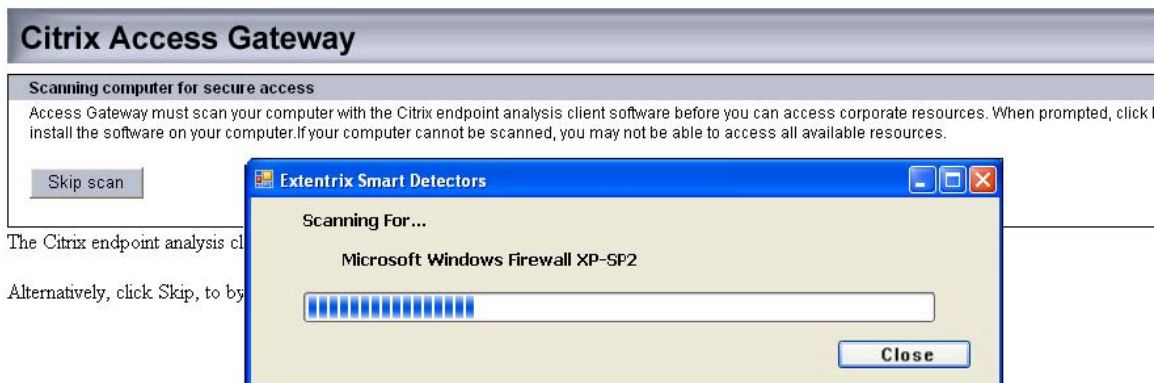 Citrix Access Gateway
Scanning computer for secure access
Access Gateway must scan your computer with the Citrix endpoint analysis client software before you can access corporate resources. When prompted, click
install the software on your computer.If your computer cannot be scanned, you may not be able to access all available resources.
Skip scan
Extentrix Smart Detectors
Scanning For...
The Citrix endpoint analysis cl
Microsoft Windows Firewall XP-SP2
Alternatively, click Skip, to by
Close